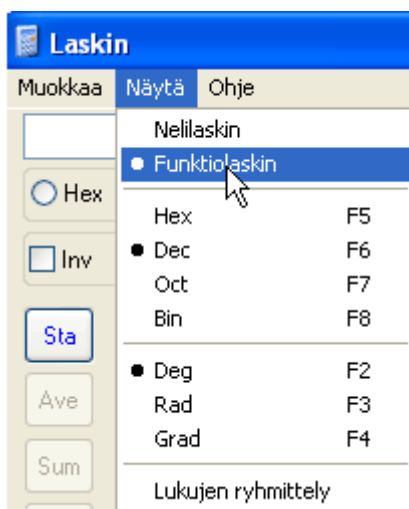 Laskin
Muokkaa Näytä Ohje
Nelilaskin
Funktiolaskin
Hex
Hex F5
Inv
Dec F6
Oct F7
Bin F8
Sta
Deg F2
Ave
Rad F3
Grad F4
Sum
Lukujen ryhmittely